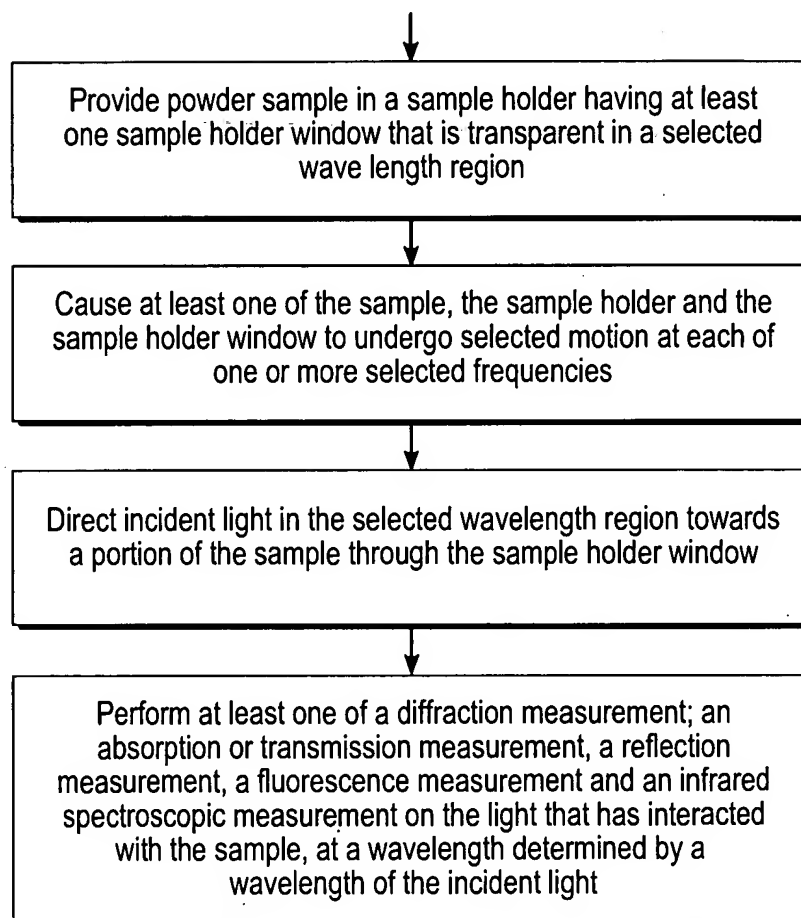 Provide powder sample in a sample holder having at least
one sample holder window that is transparent in a selected
wave length region
Cause at least one of the sample, the sample holder and the
sample holder window to undergo selected motion at each of
one or more selected frequencies
Direct incident light in the selected wavelength region towards
a portion of the sample through the sample holder window
Perform at least one of a diffraction measurement; an
absorption or transmission measurement, a reflection
measurement, a fluorescence measurement and an infrared
spectroscopic measurement on the light that has interacted
with the sample, at a wavelength determined by a
wavelength of the incident light